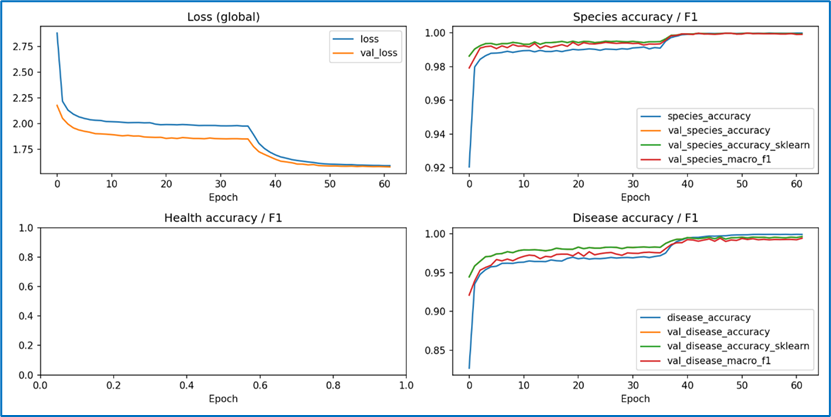 Loss (global)
2.75
2.50
2.25
2.00
1.75
loss
val_loss
0
10
20
30
40
50
60
Epoch
Species accuracy / F1
1.00
0.98
0.96
0.94
0.92
species_accuracy
val_species_accuracy
val_species_accuracy_sklearn
val_species_macro_f1
0
10
20
30
40
50
60
Epoch
Health accuracy / F1
1.0
0.8
0.6
0.4
0.2
0.0
0.0
0.2
0.4
0.6
0.8
1.0
Epoch
Disease accuracy / F1
1.00
0.95
0.90
0.85
disease_accuracy
val_disease_accuracy
val_disease_accuracy_sklearn
val_disease_macro_f1
0
10
20
30
40
50
60
Epoch